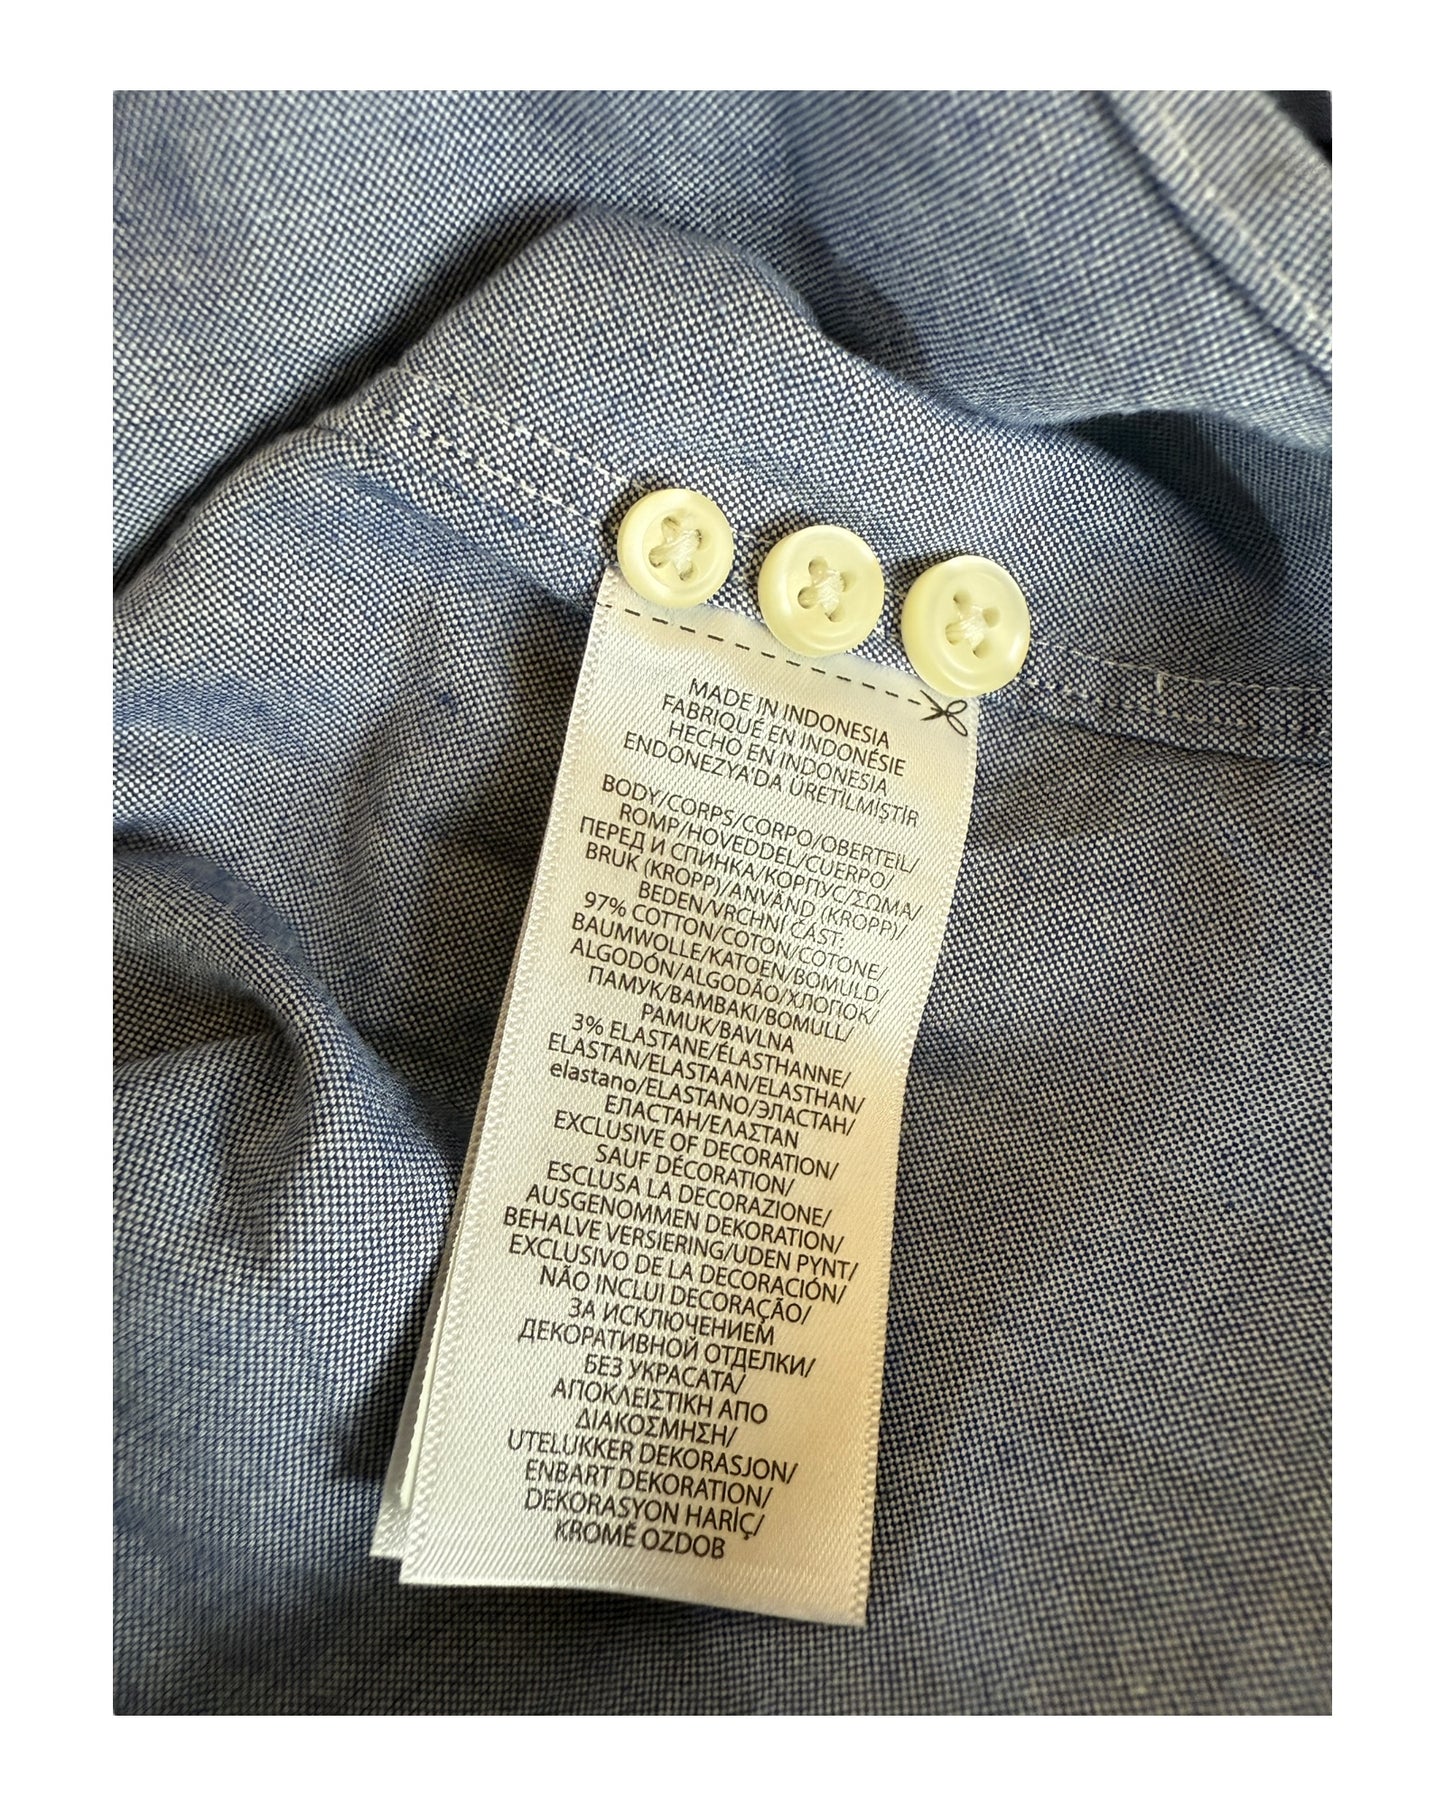 MADE IN INDONESIA
FABRIQUÉ EN INDONÉSIE
HECHO EN INDONESIA
ENDONEZYA'DA ÜRETİLMİŞTİR
BODY/CORPS/CORPO/OBERTEIL/
ROMP/HOVEDDEL/CUERPO/
ПЕРЕД И СПИНКА/КОРПУС/ΣΩΜΑ/
BRUK (KROPP)/ANVÄND (KROPP)/
BEDEN/VRCHNÍ CÁST:
97% COTTON/COTON/COTONE/
BAUMWOLLE/KATOEN/BOMULD/
ALGODÓN/ALGODÃO/ХЛОПОК/
ПАМУК/BAMBAKI/BOMULL/
PAMUK/BAVLNA
3% ELASTANE/ÉLASTHANNE/
ELASTAN/ELASTAAN/ELASTHAN/
elastano/ELASTANO/ЭЛАСТАН/
ЕЛАСТАН/ΕΛΑΣΤΑΝ
EXCLUSIVE OF DECORATION/
SAUF DÉCORATION/
ESCLUSA LA DECORAZIONE/
AUSGENOMMEN DEKORATION/
BEHALVE VERSIERING/UDEN PYNT/
EXCLUSIVO DE LA DECORACIÓN/
NÃO INCLUI DECORAÇÃO/
ЗА ИСКЛЮЧЕНИЕМ
ДЕКОРАТИВНОЙ ОТДЕЛКИ/
БЕЗ УКРАСАТА/
ΑΠΟΚΛΕΙΣΤΙΚΗ ΑΠΟ
ΔΙΑΚΟΣΜΗΣΗ/
UTELUKKER DEKORASJON/
ENBART DEKORATION/
DEKORASYON HARİÇ/
KROMĚ OZDOB